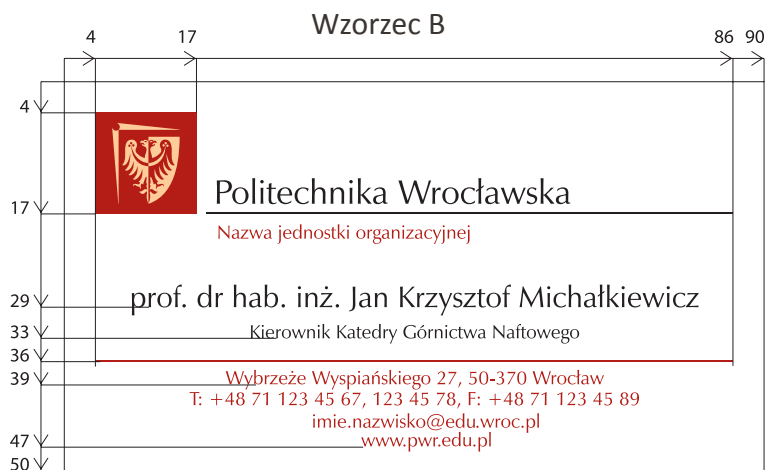 Wzorzec B
4 17 86 90
4
Politechnika Wrocławska
17
Nazwa jednostki organizacyjnej
29 prof. dr hab. inż. Jan Krzysztof Michałkiewicz
33 Kierownik Katedry Górnictwa Naftowego
36
39 Wybrzeże Wyspiańskiego 27, 50-370 Wrocław
T: +48 71 123 45 67, 123 45 78, F: +48 71 123 45 89
imie.nazwisko@edu.wroc.pl
47 www.pwr.edu.pl
50